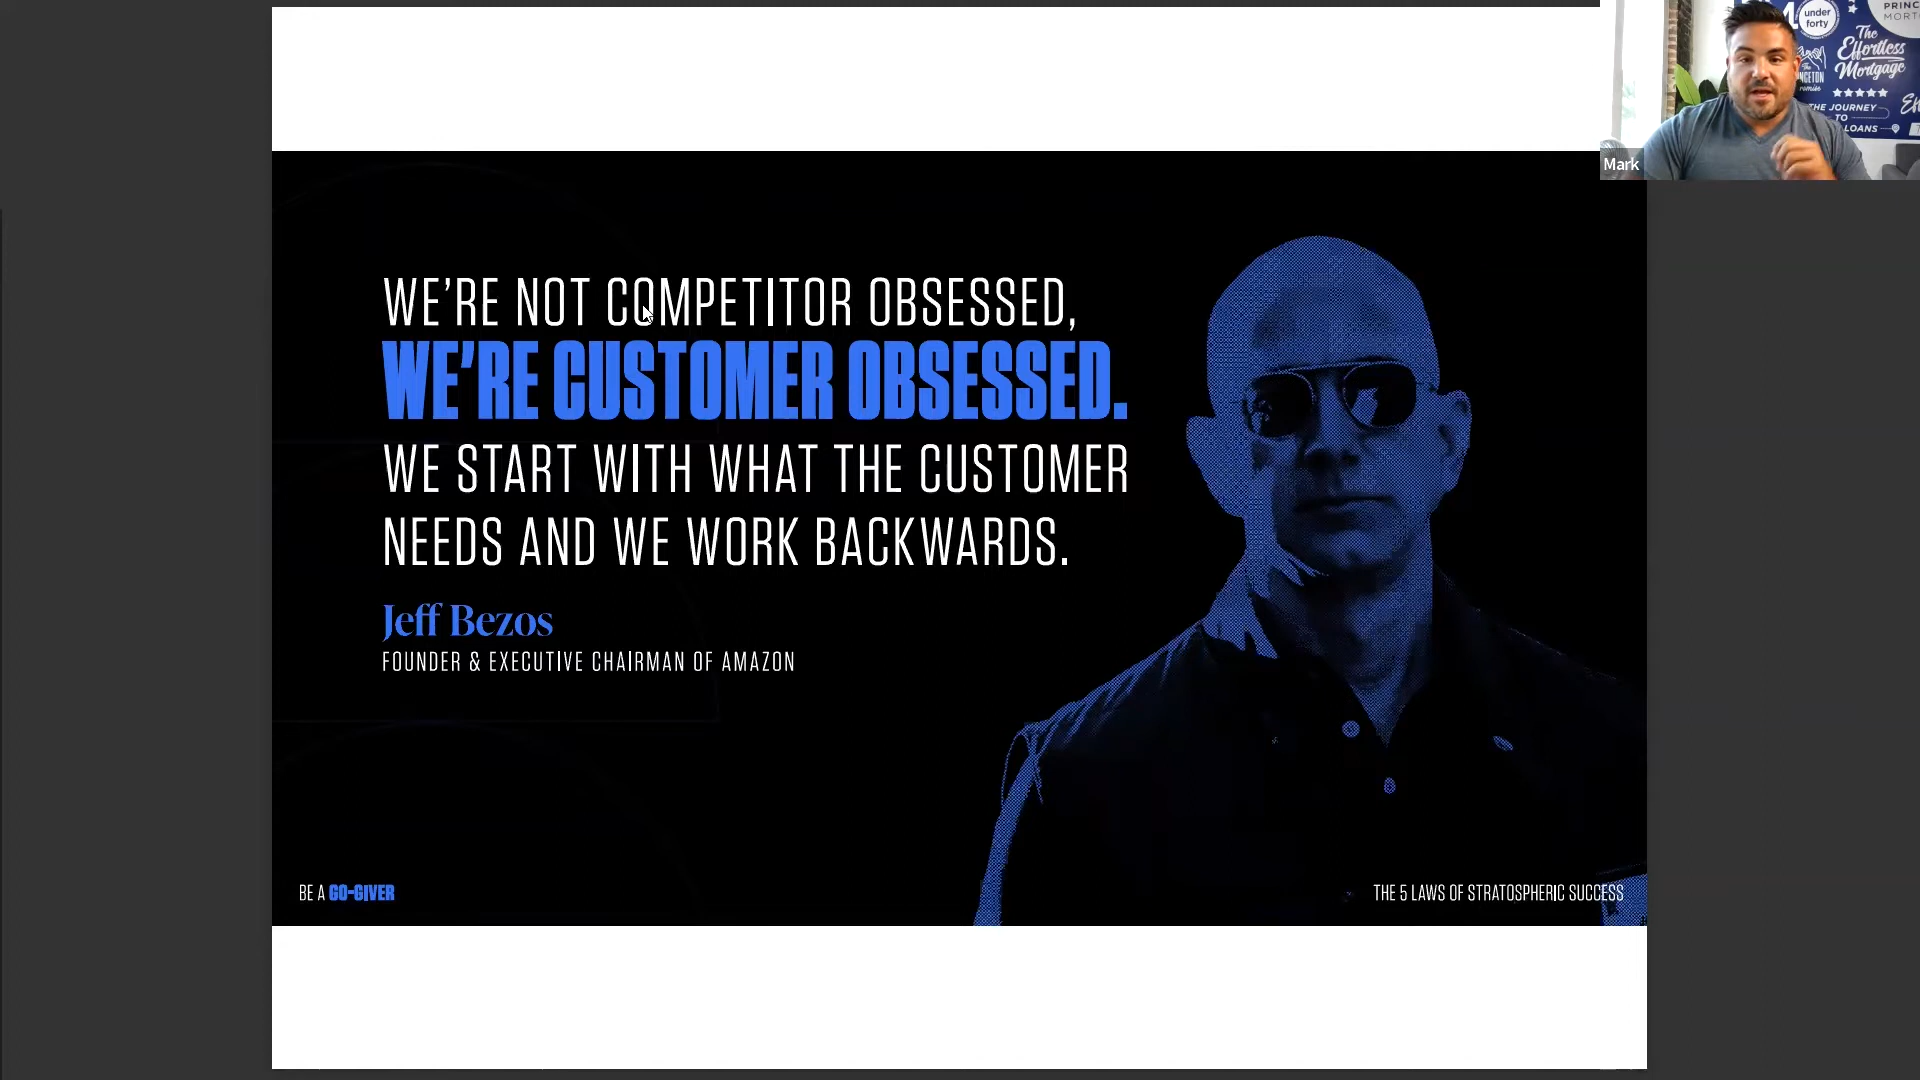 WE'RE NOT COMPETITOR OBSESSED,
WE'RE CUSTOMER OBSESSED.
WE START WITH WHAT THE CUSTOMER
NEEDS AND WE WORK BACKWARDS.
Jeff Bezos
FOUNDER & EXECUTIVE CHAIRMAN OF AMAZON
BE A GO-GIVER
THE 5 LAWS OF STRATOSPHERIC SUCCESS
Mark
under
forty
The
Effortless
Mortgage
THE JOURNEY
TO
LOANS